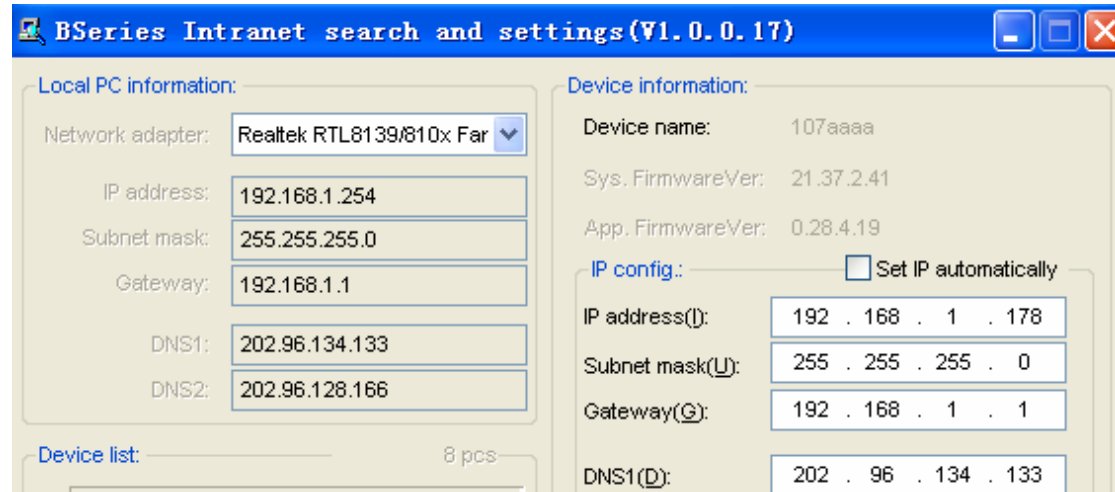 BSeries Intranet search and settings(V1.0.0.17)
Local PC information:
Network adapter: Realtek RTL8139/810x Far
IP address: 192.168.1.254
Subnet mask: 255.255.255.0
Gateway: 192.168.1.1
DNS1: 202.96.134.133
DNS2: 202.96.128.166
Device list: 8 pcs
Device information:
Device name: 107aaaa
Sys. FirmwareVer: 21.37.2.41
App. FirmwareVer: 0.28.4.19
IP config.: Set IP automatically
IP address(I): 192 . 168 . 1 . 178
Subnet mask(U): 255 . 255 . 255 . 0
Gateway(G): 192 . 168 . 1 . 1
DNS1(D): 202 . 96 . 134 . 133